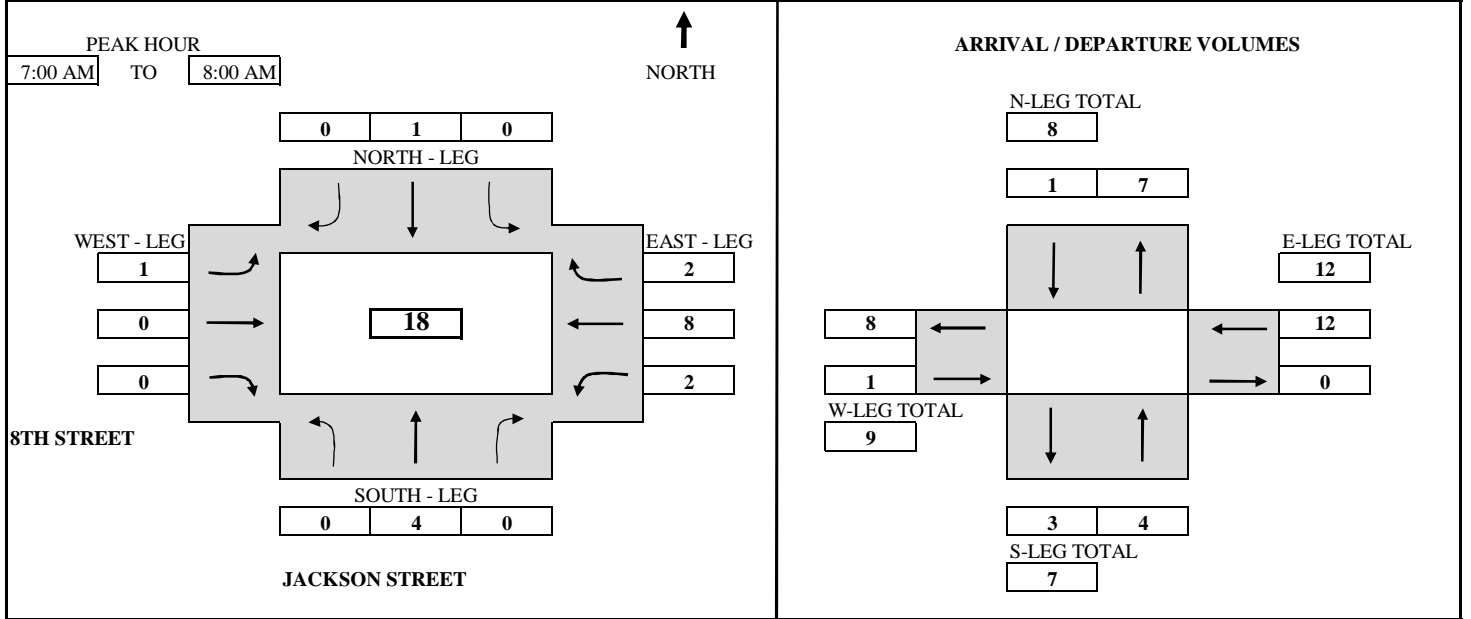 PEAK HOUR
7:00 AM TO 8:00 AM
NORTH
0 1 0
NORTH - LEG
WEST - LEG
1
0
0
18
EAST - LEG
2
8
2
8TH STREET
SOUTH - LEG
0 4 0
JACKSON STREET
ARRIVAL / DEPARTURE VOLUMES
N-LEG TOTAL
8
1 7
E-LEG TOTAL
12
8 12
1 0
W-LEG TOTAL
9
3 4
S-LEG TOTAL
7